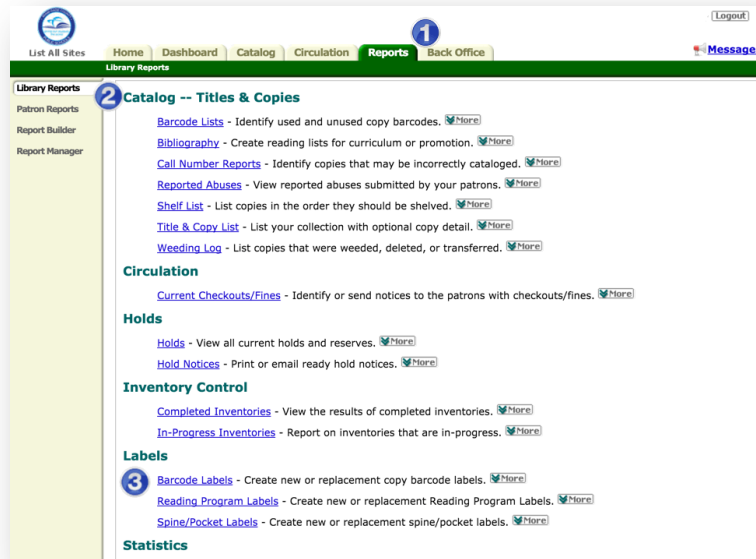 Logout
List All Sites
Home Dashboard Catalog Circulation Reports Back Office
1
Message
Library Reports
Library Reports
Patron Reports
Report Builder
Report Manager
2 Catalog -- Titles & Copies
Barcode Lists - Identify used and unused copy barcodes. More
Bibliography - Create reading lists for curriculum or promotion. More
Call Number Reports - Identify copies that may be incorrectly cataloged. More
Reported Abuses - View reported abuses submitted by your patrons. More
Shelf List - List copies in the order they should be shelved. More
Title & Copy List - List your collection with optional copy detail. More
Weeding Log - List copies that were weeded, deleted, or transferred. More
Circulation
Current Checkouts/Fines - Identify or send notices to the patrons with checkouts/fines. More
Holds
Holds - View all current holds and reserves. More
Hold Notices - Print or email ready hold notices. More
Inventory Control
Completed Inventories - View the results of completed inventories. More
In-Progress Inventories - Report on inventories that are in-progress. More
Labels
3 Barcode Labels - Create new or replacement copy barcode labels. More
Reading Program Labels - Create new or replacement Reading Program Labels. More
Spine/Pocket Labels - Create new or replacement spine/pocket labels. More
Statistics